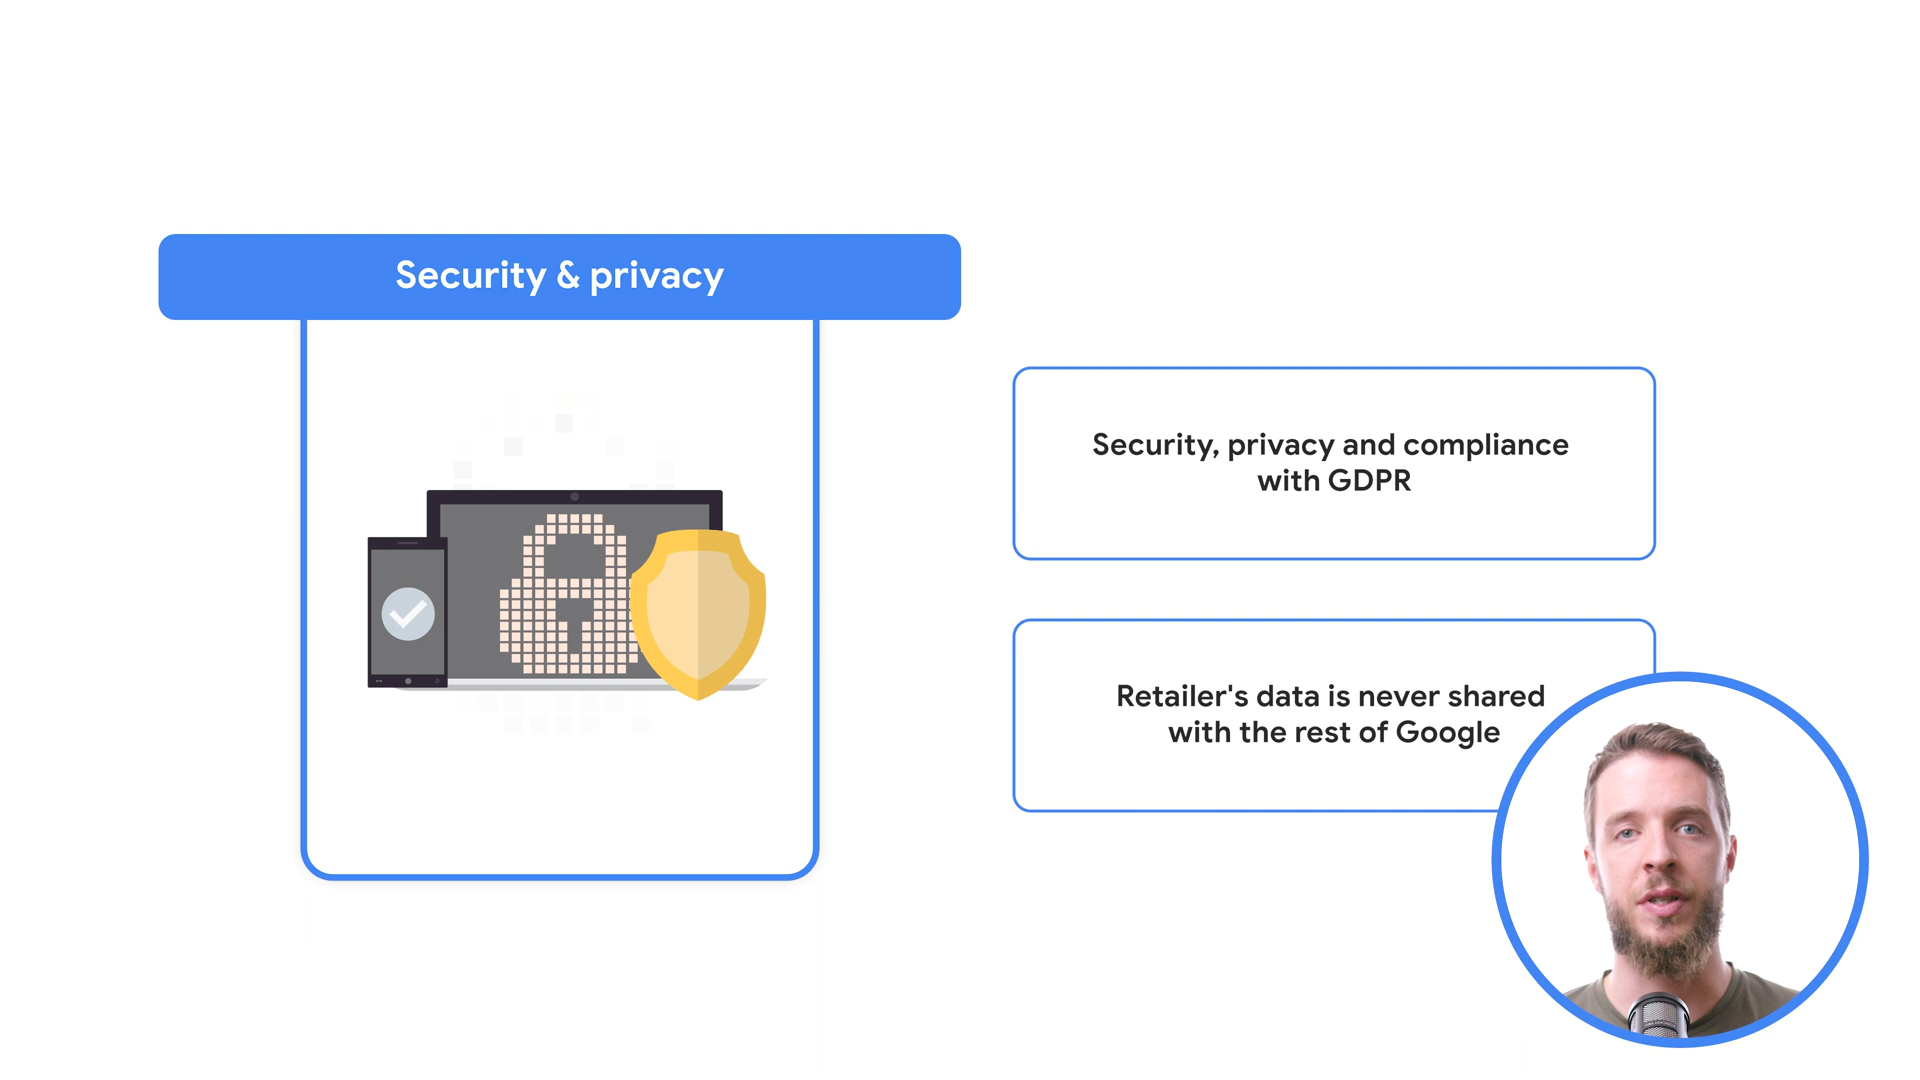 Security & privacy
Security, privacy and compliance
with GDPR
Retailer's data is never shared
with the rest of Google